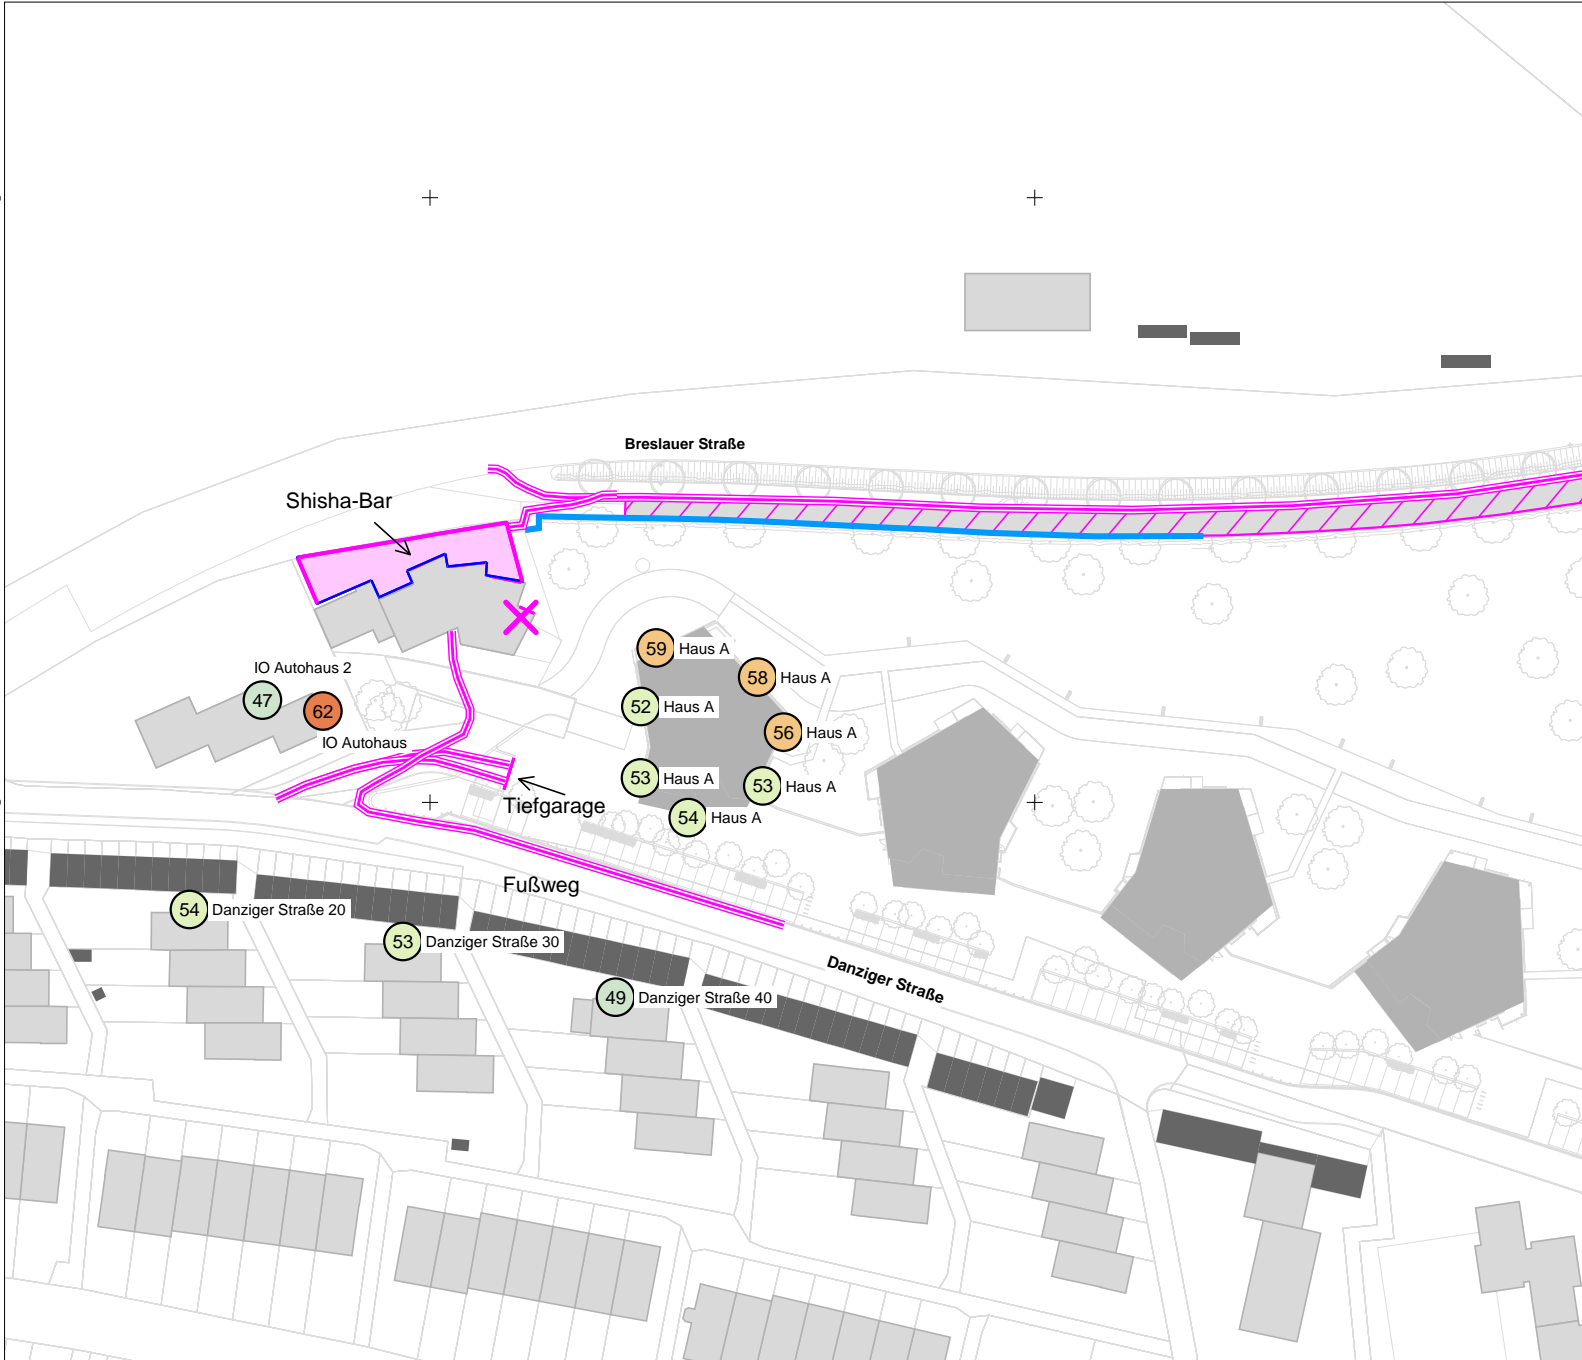 Breslauer Straße
Shisha-Bar
59 Haus A
IO Autohaus 2
58 Haus A
47
52 Haus A
62
56 Haus A
IO Autohaus
53 Haus A
53 Haus A
Tiefgarage
54 Haus A
Fußweg
54 Danziger Straße 20
53 Danziger Straße 30
Danziger Straße
49 Danziger Straße 40